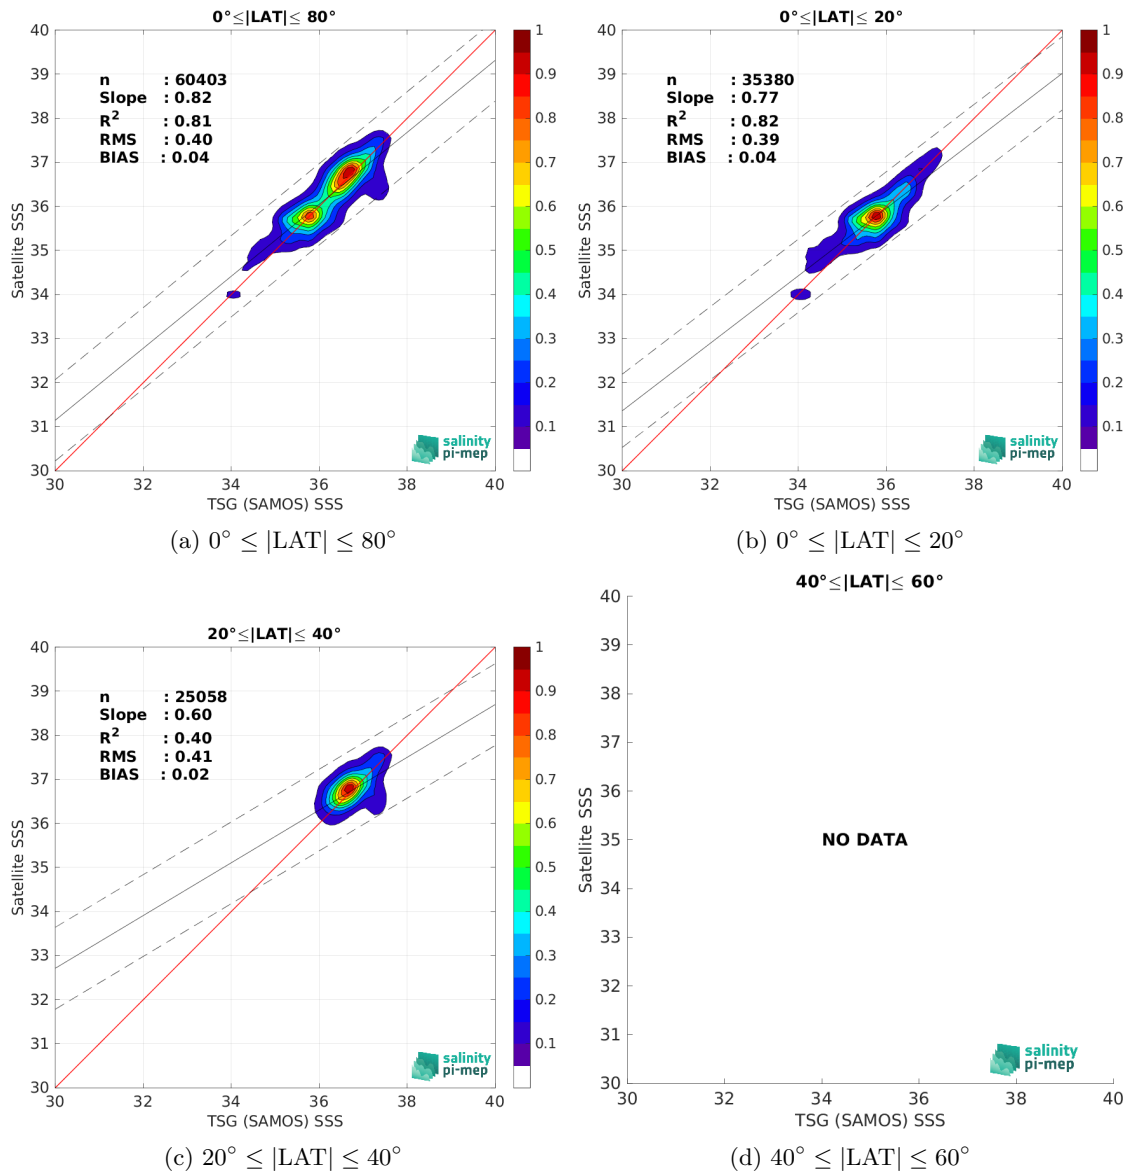 0°≤|LAT|≤ 80°
40
39
38
37
36
35
34
33
32
31
30
Satellite SSS
n : 60403
Slope : 0.82
R2 : 0.81
RMS : 0.40
BIAS : 0.04
salinity
pi-mep
30 32 34 36 38 40
TSG (SAMOS) SSS
1
0.9
0.8
0.7
0.6
0.5
0.4
0.3
0.2
0.1
(a) 0° ≤ |LAT| ≤ 80°
0°≤|LAT|≤ 20°
40
39
38
37
36
35
34
33
32
31
30
Satellite SSS
n : 35380
Slope : 0.77
R2 : 0.82
RMS : 0.39
BIAS : 0.04
salinity
pi-mep
30 32 34 36 38 40
TSG (SAMOS) SSS
1
0.9
0.8
0.7
0.6
0.5
0.4
0.3
0.2
0.1
(b) 0° ≤ |LAT| ≤ 20°
20°≤|LAT|≤ 40°
40
39
38
37
36
35
34
33
32
31
30
Satellite SSS
n : 25058
Slope : 0.60
R2 : 0.40
RMS : 0.41
BIAS : 0.02
salinity
pi-mep
30 32 34 36 38 40
TSG (SAMOS) SSS
1
0.9
0.8
0.7
0.6
0.5
0.4
0.3
0.2
0.1
(c) 20° ≤ |LAT| ≤ 40°
40°≤|LAT|≤ 60°
40
39
38
37
36
35
34
33
32
31
30
Satellite SSS
NO DATA
salinity
pi-mep
30 32 34 36 38 40
TSG (SAMOS) SSS
(d) 40° ≤ |LAT| ≤ 60°